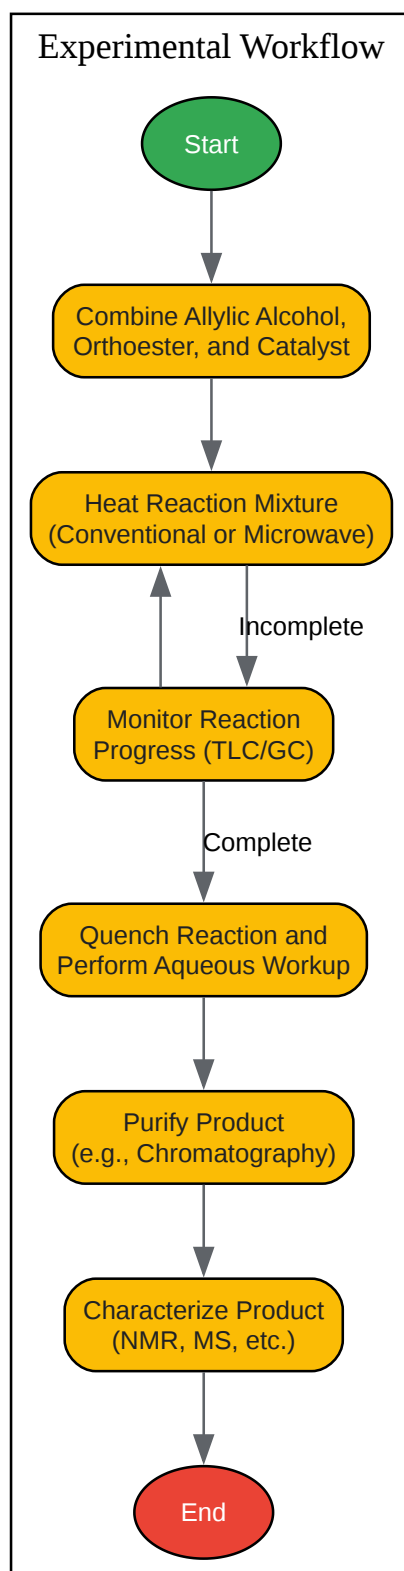 Experimental Workflow
Start
Combine Allylic Alcohol,
Orthoester, and Catalyst
Heat Reaction Mixture
(Conventional or Microwave)
Incomplete
Monitor Reaction
Progress (TLC/GC)
Complete
Quench Reaction and
Perform Aqueous Workup
Purify Product
(e.g., Chromatography)
Characterize Product
(NMR, MS, etc.)
End